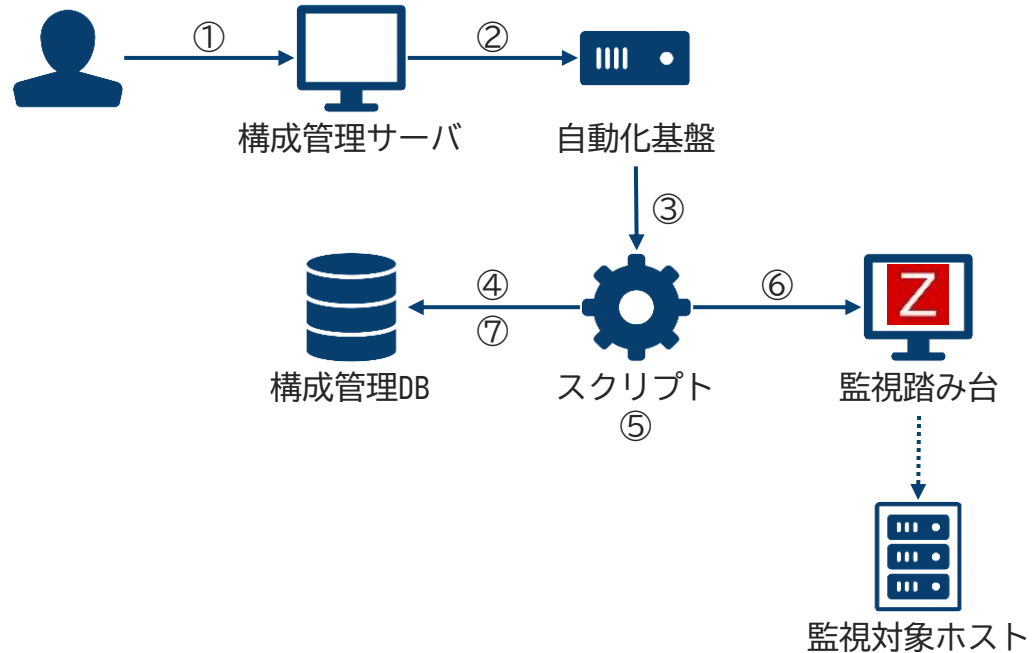 ①
②
構成管理サーバ
自動化基盤
③
④
⑥
⑦
Z
構成管理DB
スクリプト
監視踏み台
⑤
監視対象ホスト